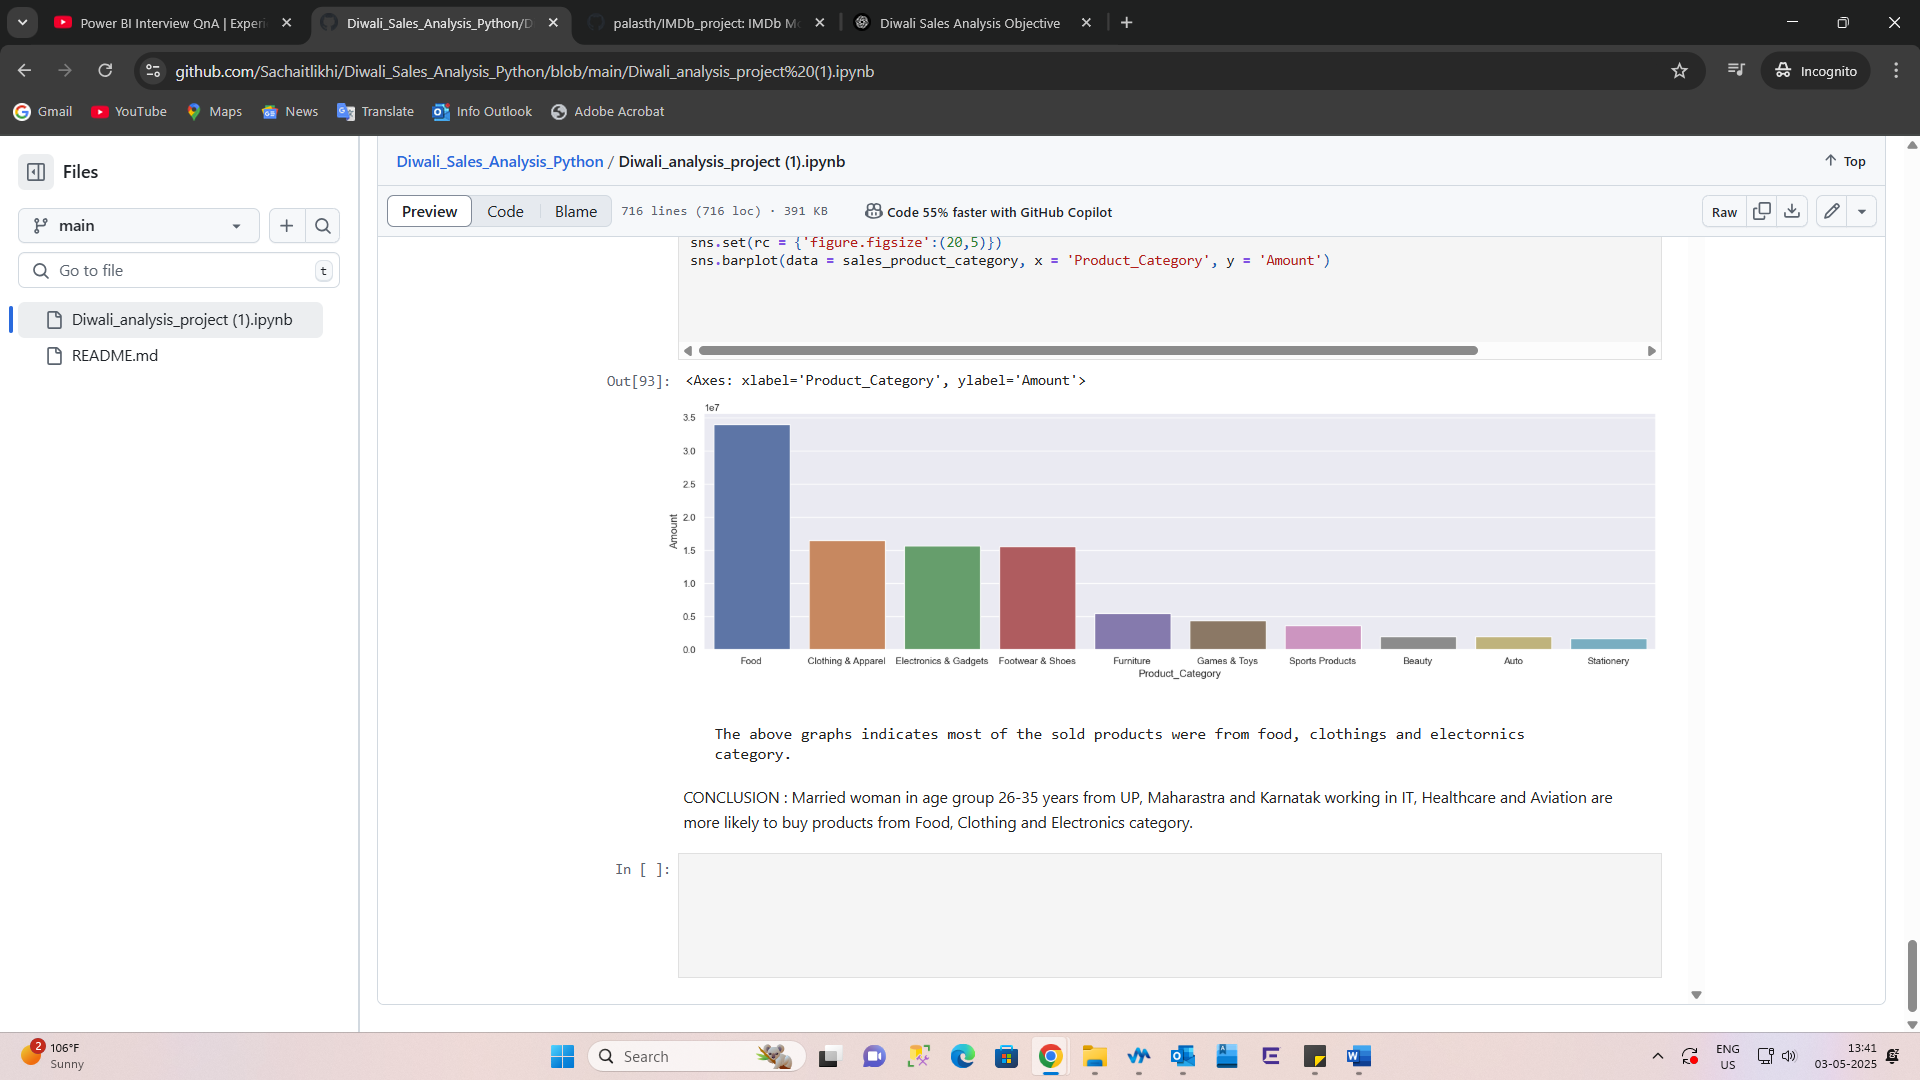 Power BI Interview QnA | Experi
Diwali_Sales_Analysis_Python/D
palasth/IMDb_project: IMDb Mo
Diwali Sales Analysis Objective
github.com/Sachaitlikhi/Diwali_Sales_Analysis_Python/blob/main/Diwali_analysis_project%20(1).ipynb
Incognito
Gmail
YouTube
Maps
News
Translate
Info Outlook
Adobe Acrobat
Files
main
Go to file
t
Diwali_analysis_project (1).ipynb
README.md
Diwali_Sales_Analysis_Python / Diwali_analysis_project (1).ipynb
Top
Preview
Code
Blame
716 lines (716 loc) · 391 KB
Code 55% faster with GitHub Copilot
Raw
sns.set(rc = {'figure.figsize':(20,5)})
sns.barplot(data = sales_product_category, x = 'Product_Category', y = 'Amount')
Out[93]:
<Axes: xlabel='Product_Category', ylabel='Amount'>
1e7
3.5
3.0
2.5
2.0
1.5
1.0
0.5
0.0
Amount
Food
Clothing & Apparel
Electronics & Gadgets
Footwear & Shoes
Furniture
Games & Toys
Sports Products
Beauty
Auto
Stationery
Product_Category
The above graphs indicates most of the sold products were from food, clothings and electornics
category.
CONCLUSION : Married woman in age group 26-35 years from UP, Maharastra and Karnatak working in IT, Healthcare and Aviation are
more likely to buy products from Food, Clothing and Electronics category.
In [ ]:
2
106°F
Sunny
Search
ENG
US
13:41
03-05-2025